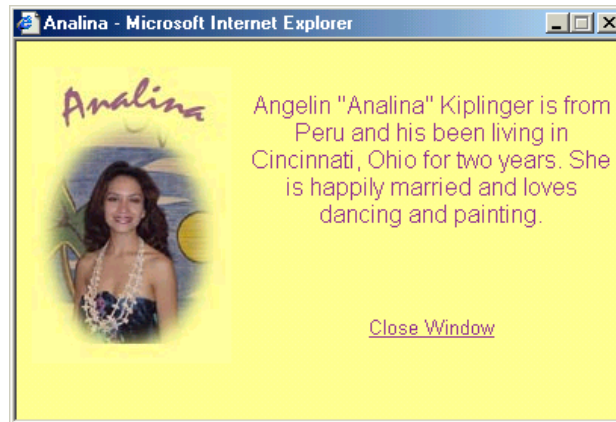 Analina - Microsoft Internet Explorer
Analina
Angelin "Analina" Kiplinger is from
Peru and his been living in
Cincinnati, Ohio for two years. She
is happily married and loves
dancing and painting.
Close Window